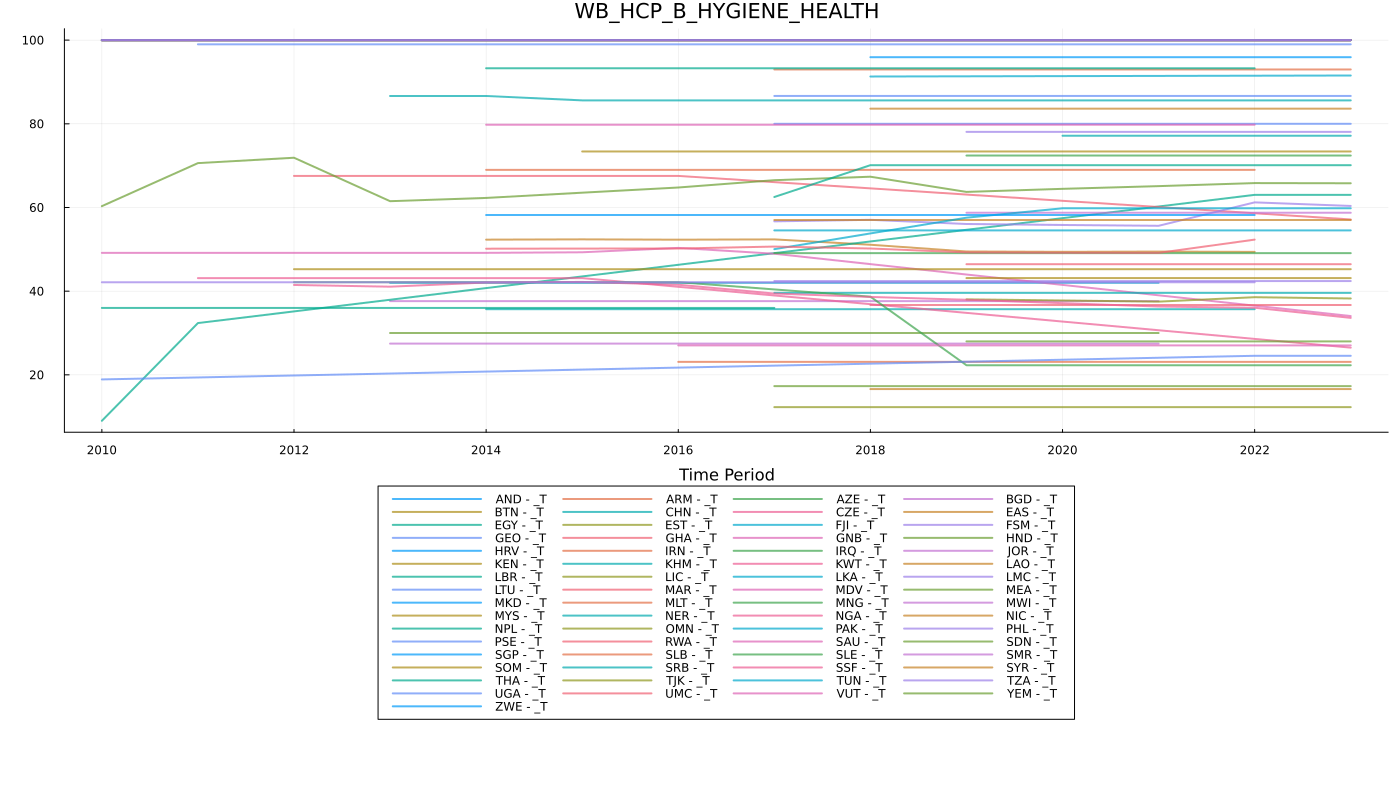 WB_HCP_B_HYGIENE_HEALTH
100
80
60
40
20
2010 2012 2014 2016 2018 2020 2022
Time Period
AND - _T ARM - _T AZE - _T BGD - _T
BTN - _T CHN - _T CZE - _T EAS - _T
EGY - _T EST - _T FJI - _T FSM - _T
GEO - _T GHA - _T GNB - _T HND - _T
HRV - _T IRN - _T IRQ - _T JOR - _T
KEN - _T KHM - _T KWT - _T LAO - _T
LBR - _T LIC - _T LKA - _T LMC - _T
LTU - _T MAR - _T MDV - _T MEA - _T
MKD - _T MLT - _T MNG - _T MWI - _T
MYS - _T NER - _T NGA - _T NIC - _T
NPL - _T OMN - _T PAK - _T PHL - _T
PSE - _T RWA - _T SAU - _T SDN - _T
SGP - _T SLB - _T SLE - _T SMR - _T
SOM - _T SRB - _T SSF - _T SYR - _T
THA - _T TJK - _T TUN - _T TZA - _T
UGA - _T UMC - _T VUT - _T YEM - _T
ZWE - _T